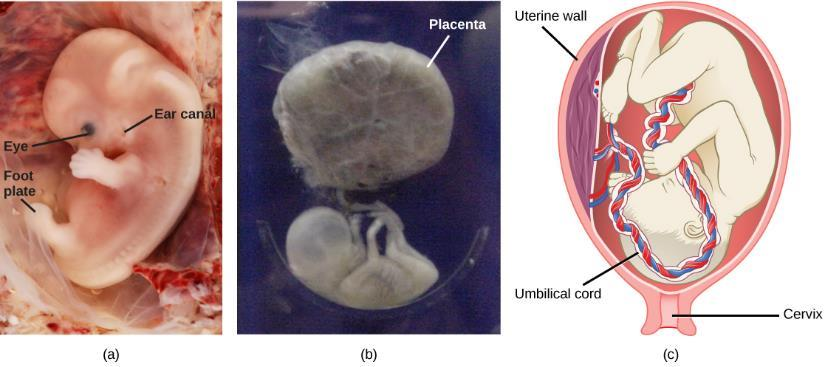 Ear canal
Eye
Foot
plate
(a)
Placenta
(b)
Uterine wall
Umbilical cord
Cervix
(c)